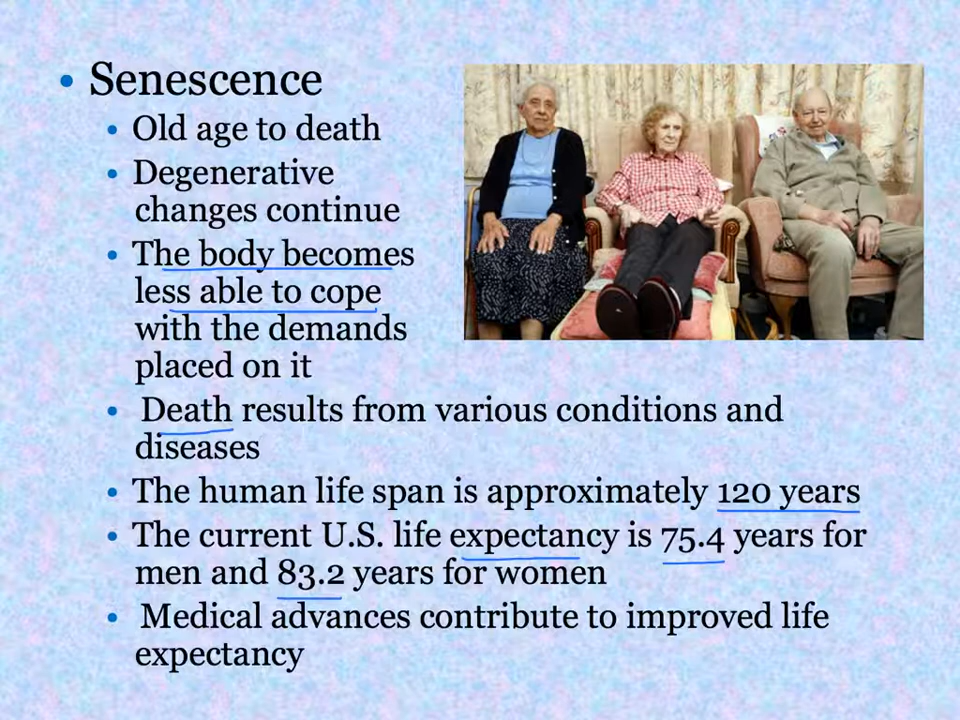 Senescence
Old age to death
Degenerative
changes continue
The body becomes
less able to cope
with the demands
placed on it
Death results from various conditions and
diseases
The human life span is approximately 120 years
The current U.S. life expectancy is 75.4 years for
men and 83.2 years for women
Medical advances contribute to improved life
expectancy